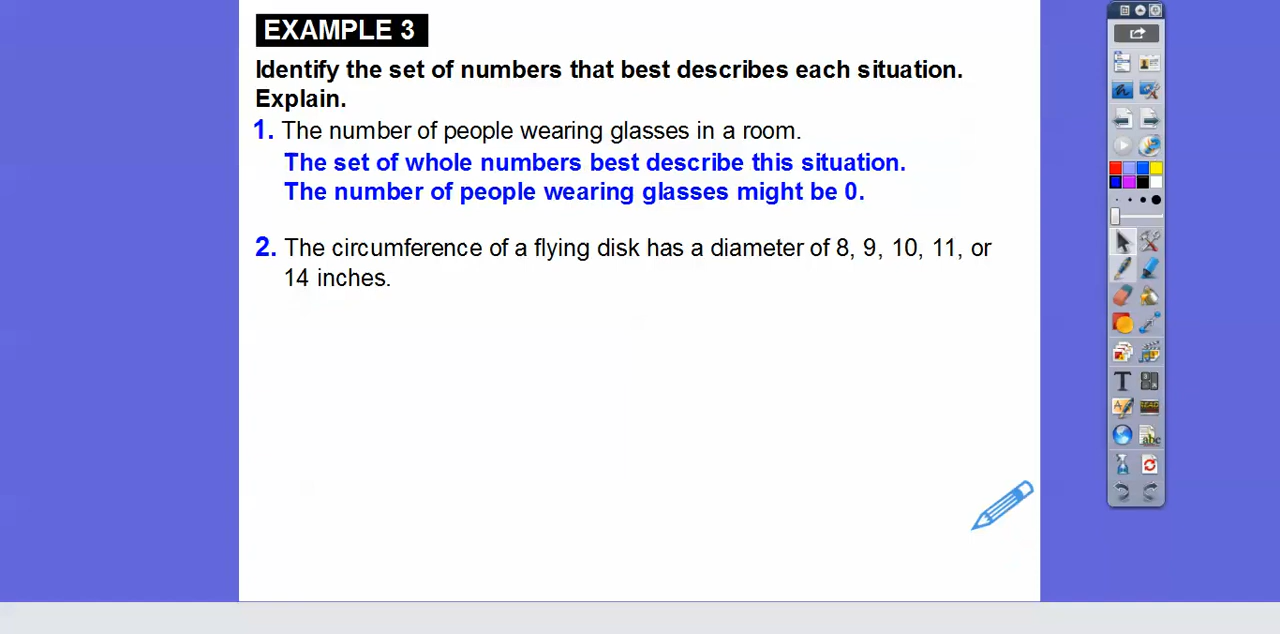 EXAMPLE 3
Identify the set of numbers that best describes each situation.
Explain.
1. The number of people wearing glasses in a room.
The set of whole numbers best describe this situation.
The number of people wearing glasses might be 0.
2. The circumference of a flying disk has a diameter of 8, 9, 10, 11, or
14 inches.
T
abc